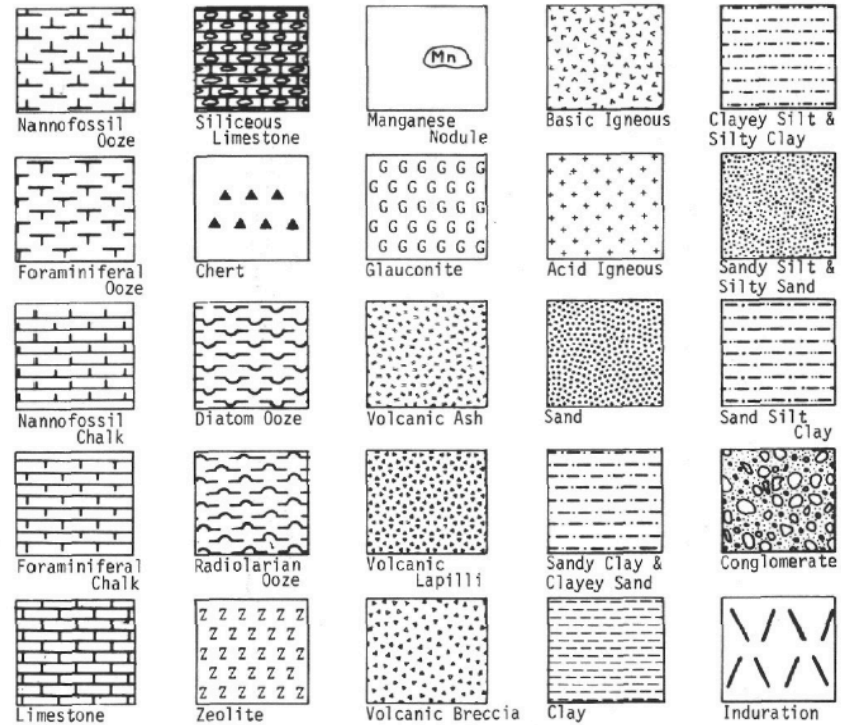 Nannofossil
Ooze
Siliceous
Limestone
Mn
Manganese
Nodule
Basic Igneous
Clayey Silt &
Silty Clay
Foraminiferal
Ooze
Chert
G G G G G G
G G G G G G
G G G G G
G G G G G G
G G G G G
Glauconite
Acid Igneous
Sandy Silt &
Silty Sand
Nannofossil
Chalk
Diatom Ooze
Volcanic Ash
Sand
Sand Silt
Clay
Foraminiferal
Chalk
Radiolarian
Ooze
Volcanic
Lapilli
Sandy Clay &
Clayey Sand
Conglomerate
Limestone
Z Z Z Z Z Z
Z Z Z Z Z
Z Z Z Z Z Z
Z Z Z Z Z
Z Z Z Z Z Z
Zeolite
Volcanic Breccia
Clay
Induration